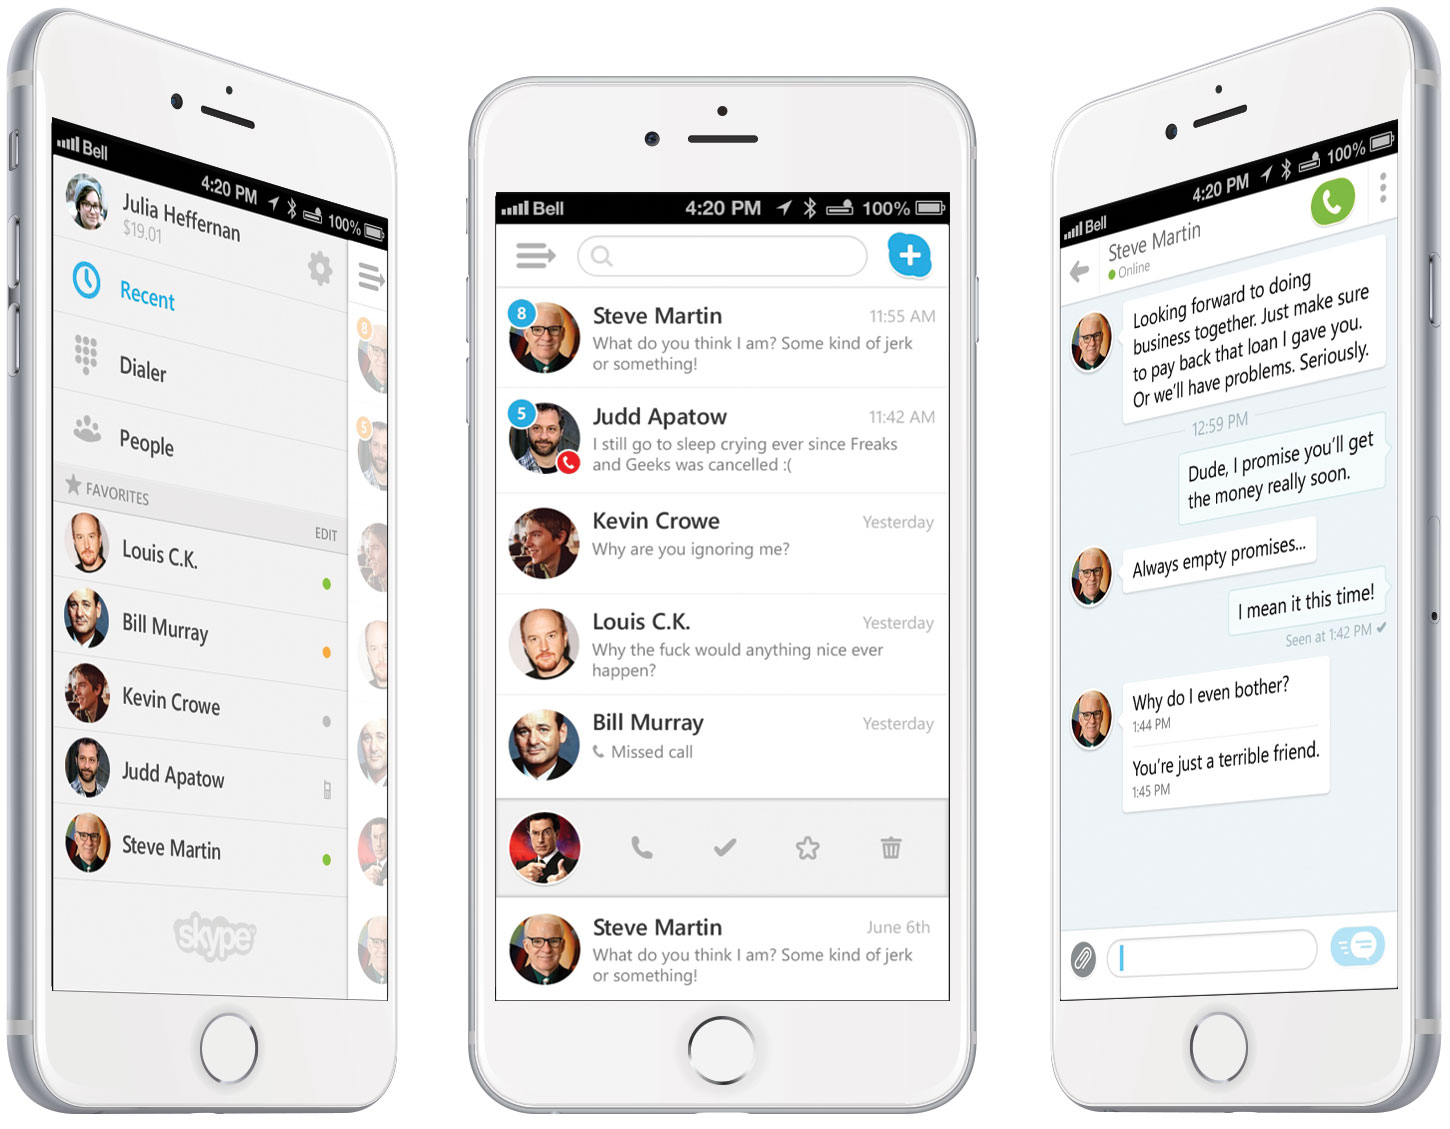 Bell
4:20 PM
100%
Julia Heffernan
$19.01
Recent
8
Dialer
5
People
FAVORITES
EDIT
Louis C.K.
Bill Murray
Kevin Crowe
Judd Apatow
Steve Martin
skype
Bell
4:20 PM
100%
8
Steve Martin
11:55 AM
What do you think I am? Some kind of jerk
or something!
5
Judd Apatow
11:42 AM
I still go to sleep crying ever since Freaks
and Geeks was cancelled :(
Kevin Crowe
Yesterday
Why are you ignoring me?
Louis C.K.
Yesterday
Why the fuck would anything nice ever
happen?
Bill Murray
Yesterday
Missed call
Steve Martin
June 6th
What do you think I am? Some kind of jerk
or something!
Bell
4:20 PM
100%
Steve Martin
Online
Looking forward to doing
business together. Just make sure
to pay back that loan I gave you.
Or we'll have problems. Seriously.
12:59 PM
Dude, I promise you'll get
the money really soon.
Always empty promises...
I mean it this time!
Seen at 1:42 PM
Why do I even bother?
1:44 PM
You're just a terrible friend.
1:45 PM